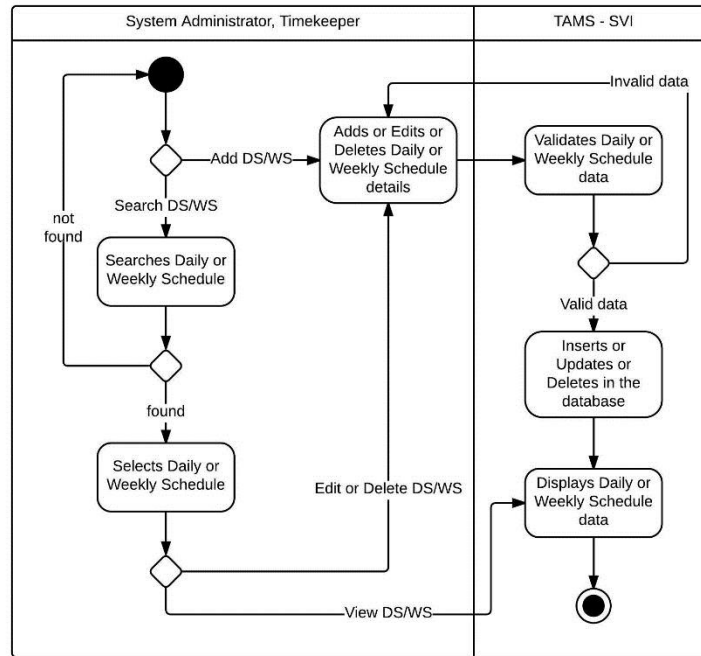 System Administrator, Timekeeper
TAMS - SVI
Invalid data
Adds or Edits or
Deletes Daily or
Weekly Schedule
details
Validates Daily or
Weekly Schedule
data
Add DS/WS
Search DS/WS
not
found
Searches Daily or
Weekly Schedule
Valid data
Inserts or
Updates or
Deletes in the
database
found
Selects Daily or
Weekly Schedule
Edit or Delete DS/WS
Displays Daily or
Weekly Schedule
data
View DS/WS